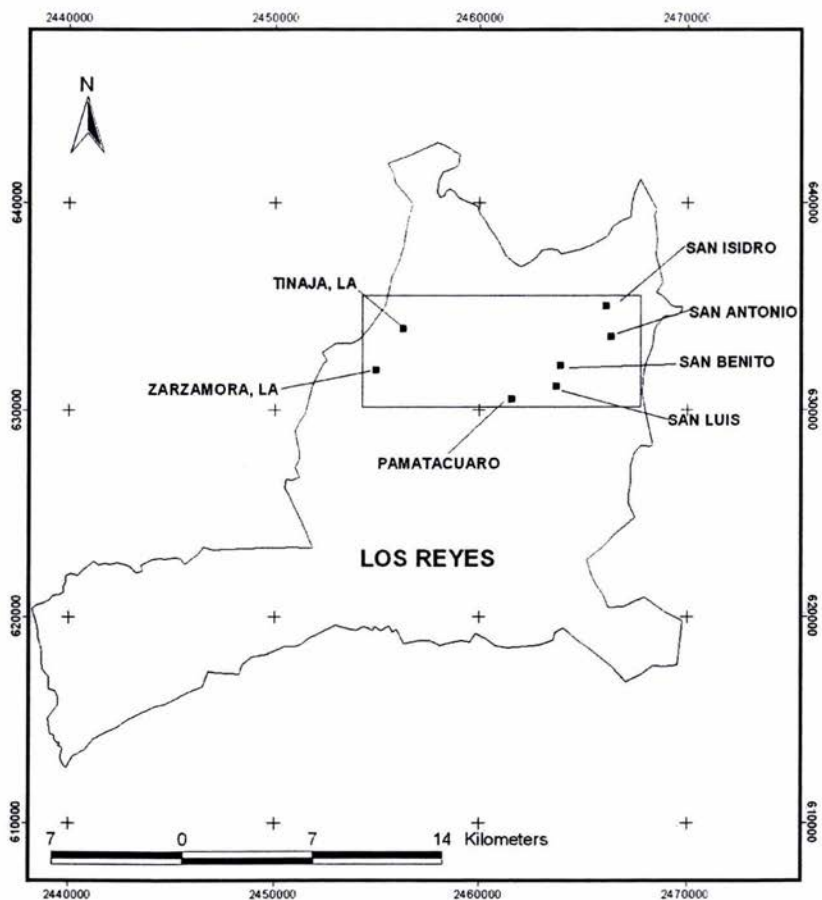 2440000 2450000 2460000 2470000
N
640000 640000
SAN ISIDRO
TINAJA, LA
SAN ANTONIO
SAN BENITO
ZARZAMORA, LA
630000 630000
SAN LUIS
PAMATACUARO
LOS REYES
620000 620000
610000 610000
7 0 7 14 Kilometers
2440000 2450000 2460000 2470000